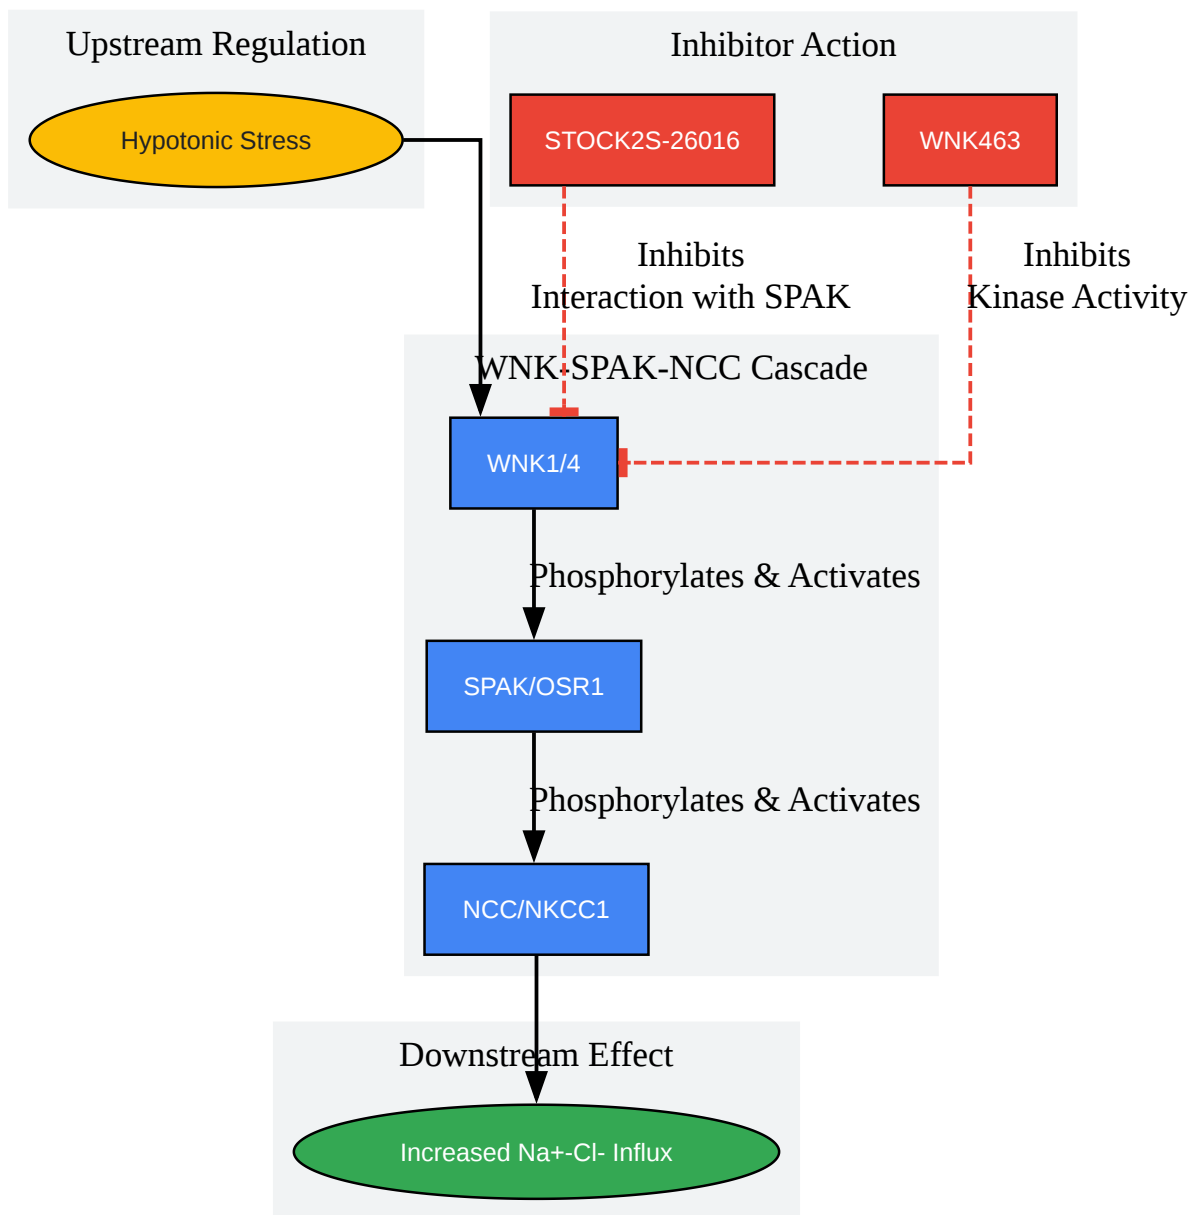 Upstream Regulation
Inhibitor Action
Hypotonic Stress
STOCK2S-26016
WNK463
Inhibits
Interaction with SPAK
Inhibits
Kinase Activity
WNK-SPAK-NCC Cascade
WNK1/4
Phosphorylates & Activates
SPAK/OSR1
Phosphorylates & Activates
NCC/NKCC1
Downstream Effect
Increased Na+-Cl- Influx